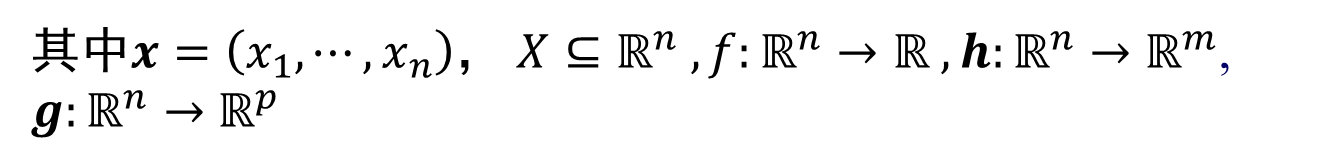 其中𝒙 = (𝑥₁, ⋯ , 𝑥ₙ)， 𝑋 ⊆ ℝⁿ , 𝑓: ℝⁿ → ℝ , 𝒉: ℝⁿ → ℝᵐ,
𝒈: ℝⁿ → ℝᵖ